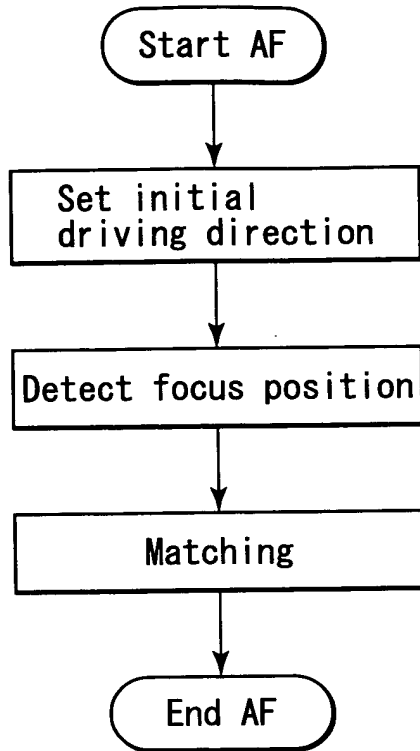 Start AF
Set initial
driving direction
Detect focus position
Matching
End AF